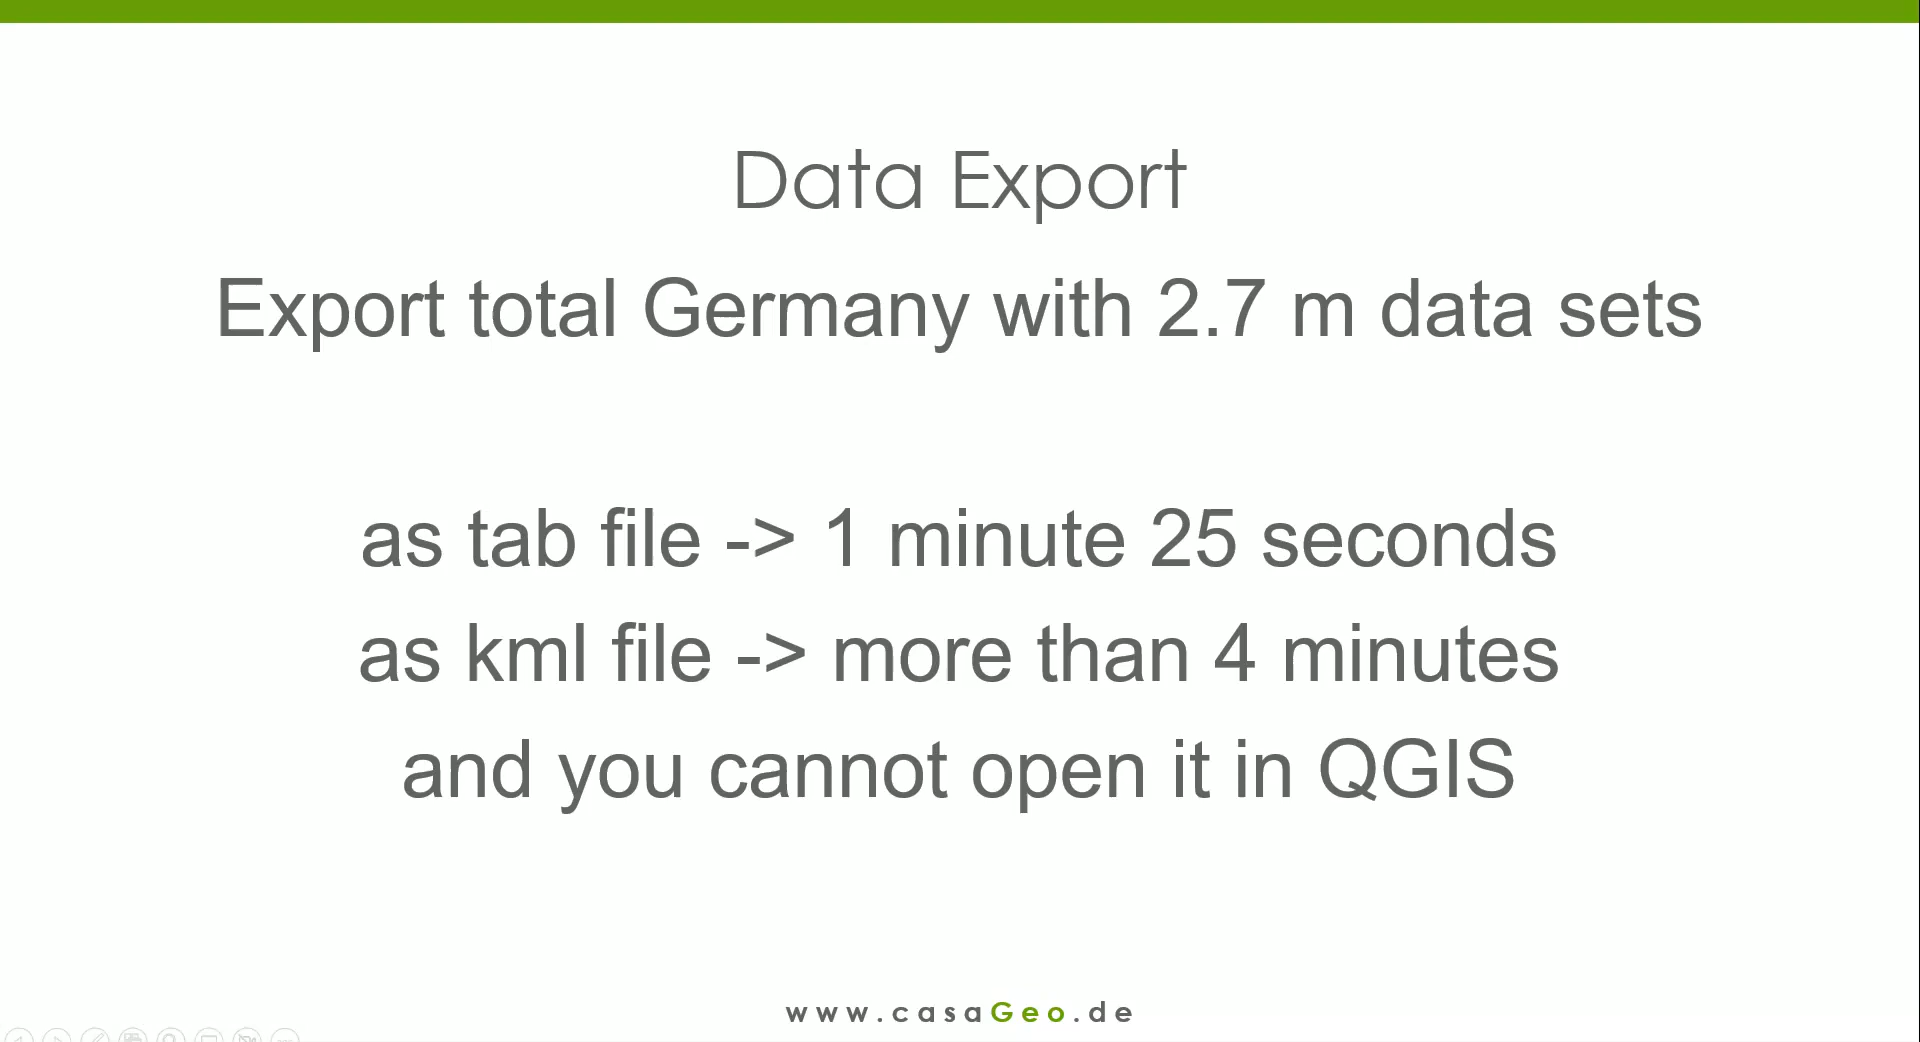 Data Export
Export total Germany with 2.7 m data sets
as tab file -> 1 minute 25 seconds
as kml file -> more than 4 minutes
and you cannot open it in QGIS
www.casaGeo.de